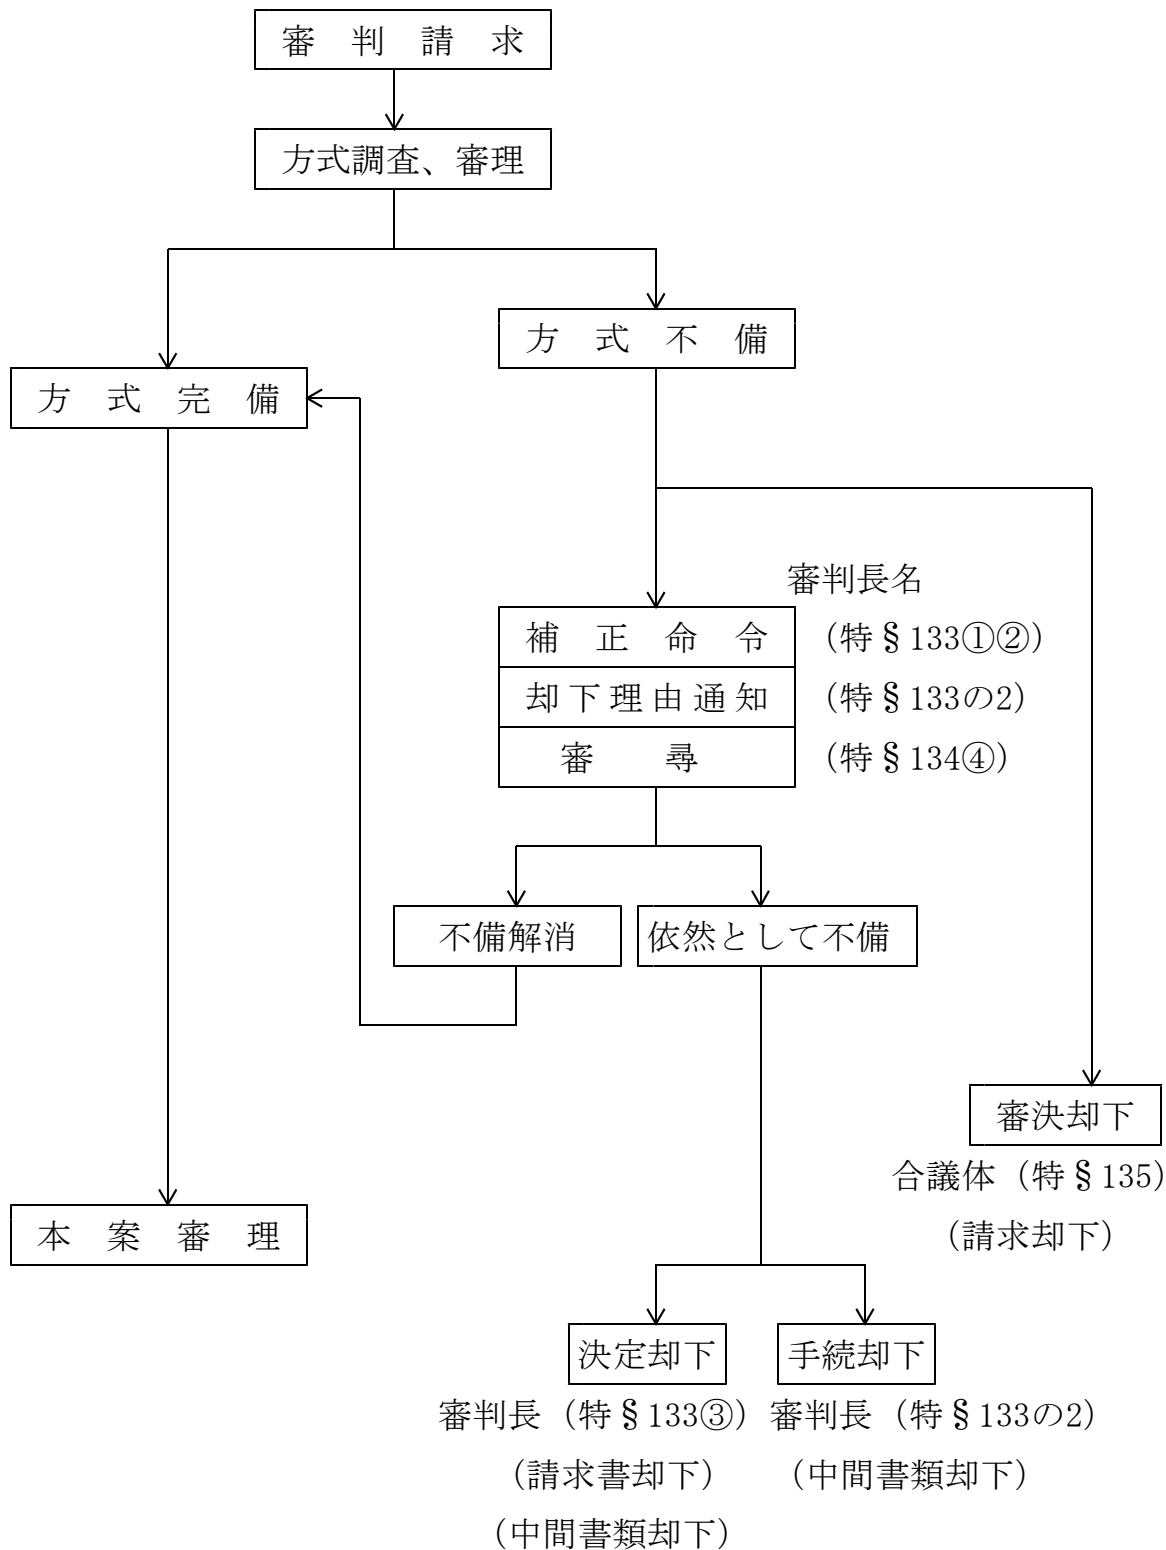 審　判　請　求
方式調査、審理
方　式　不　備
方　式　完　備
審判長名
補　正　命　令
（特§133①②）
却下理由通知
（特§133の2）
審　　尋
（特§134④）
不備解消
依然として不備
審決却下
合議体（特§135）
（請求却下）
本　案　審　理
決定却下
手続却下
審判長（特§133③）
審判長（特§133の2）
（請求書却下）
（中間書類却下）
（中間書類却下）